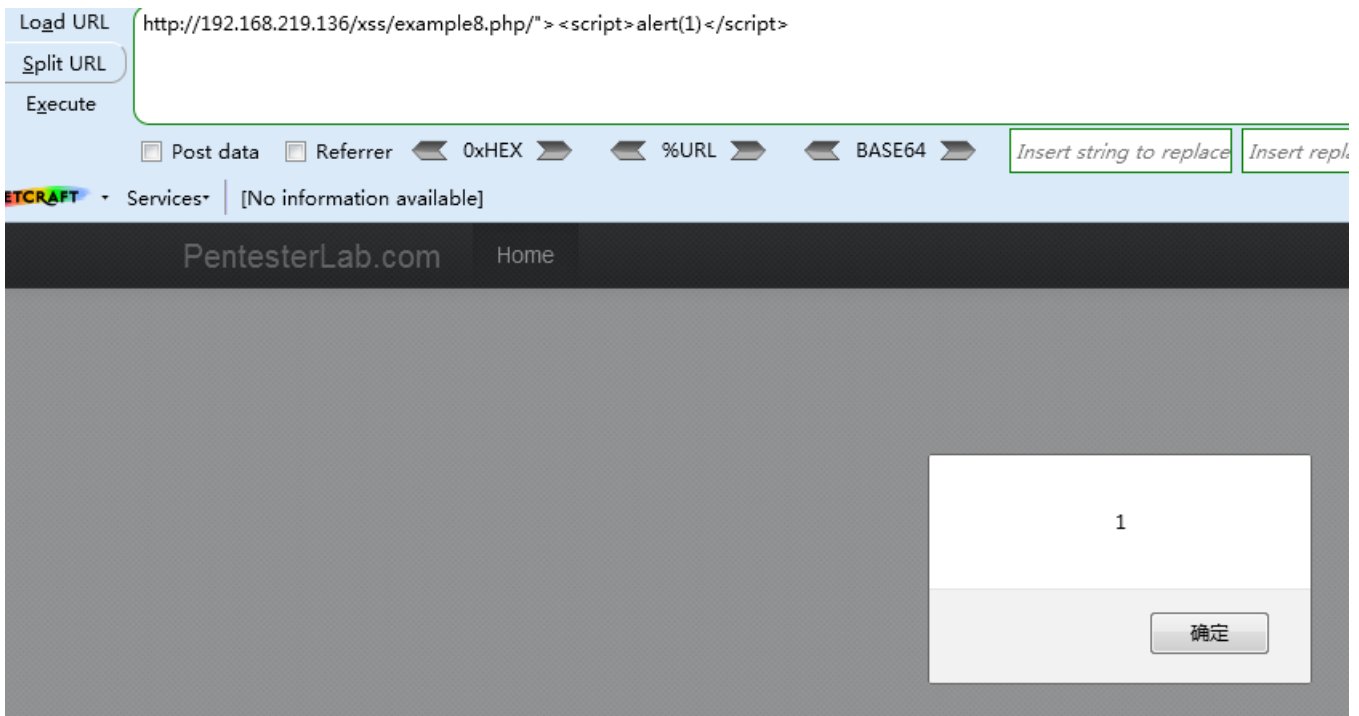 Load URL
http://192.168.219.136/xss/example8.php/"><script>alert(1)</script>
Split URL
Execute
Post data Referrer 0xHEX %URL BASE64 Insert string to replace Insert repla
ETCRAFT Services [No information available]
PentesterLab.com Home
1
确定